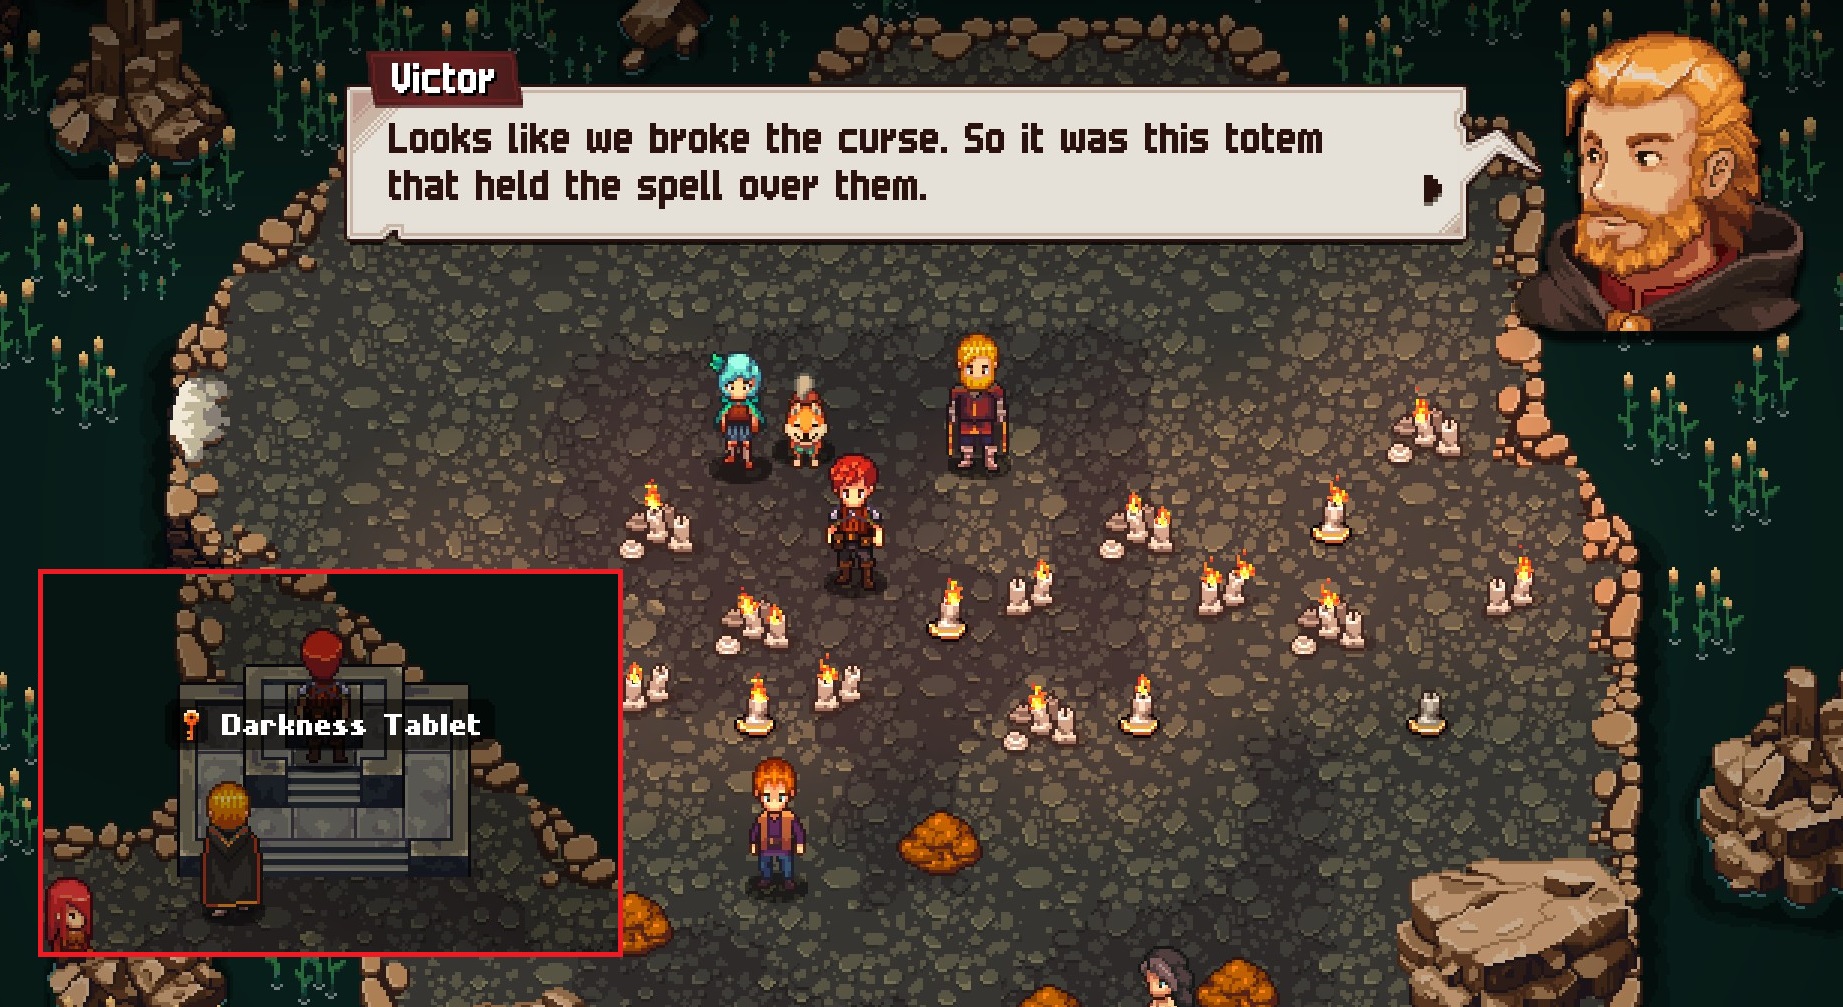 Victor
Looks like we broke the curse. So it was this totem
that held the spell over them.
Darkness Tablet